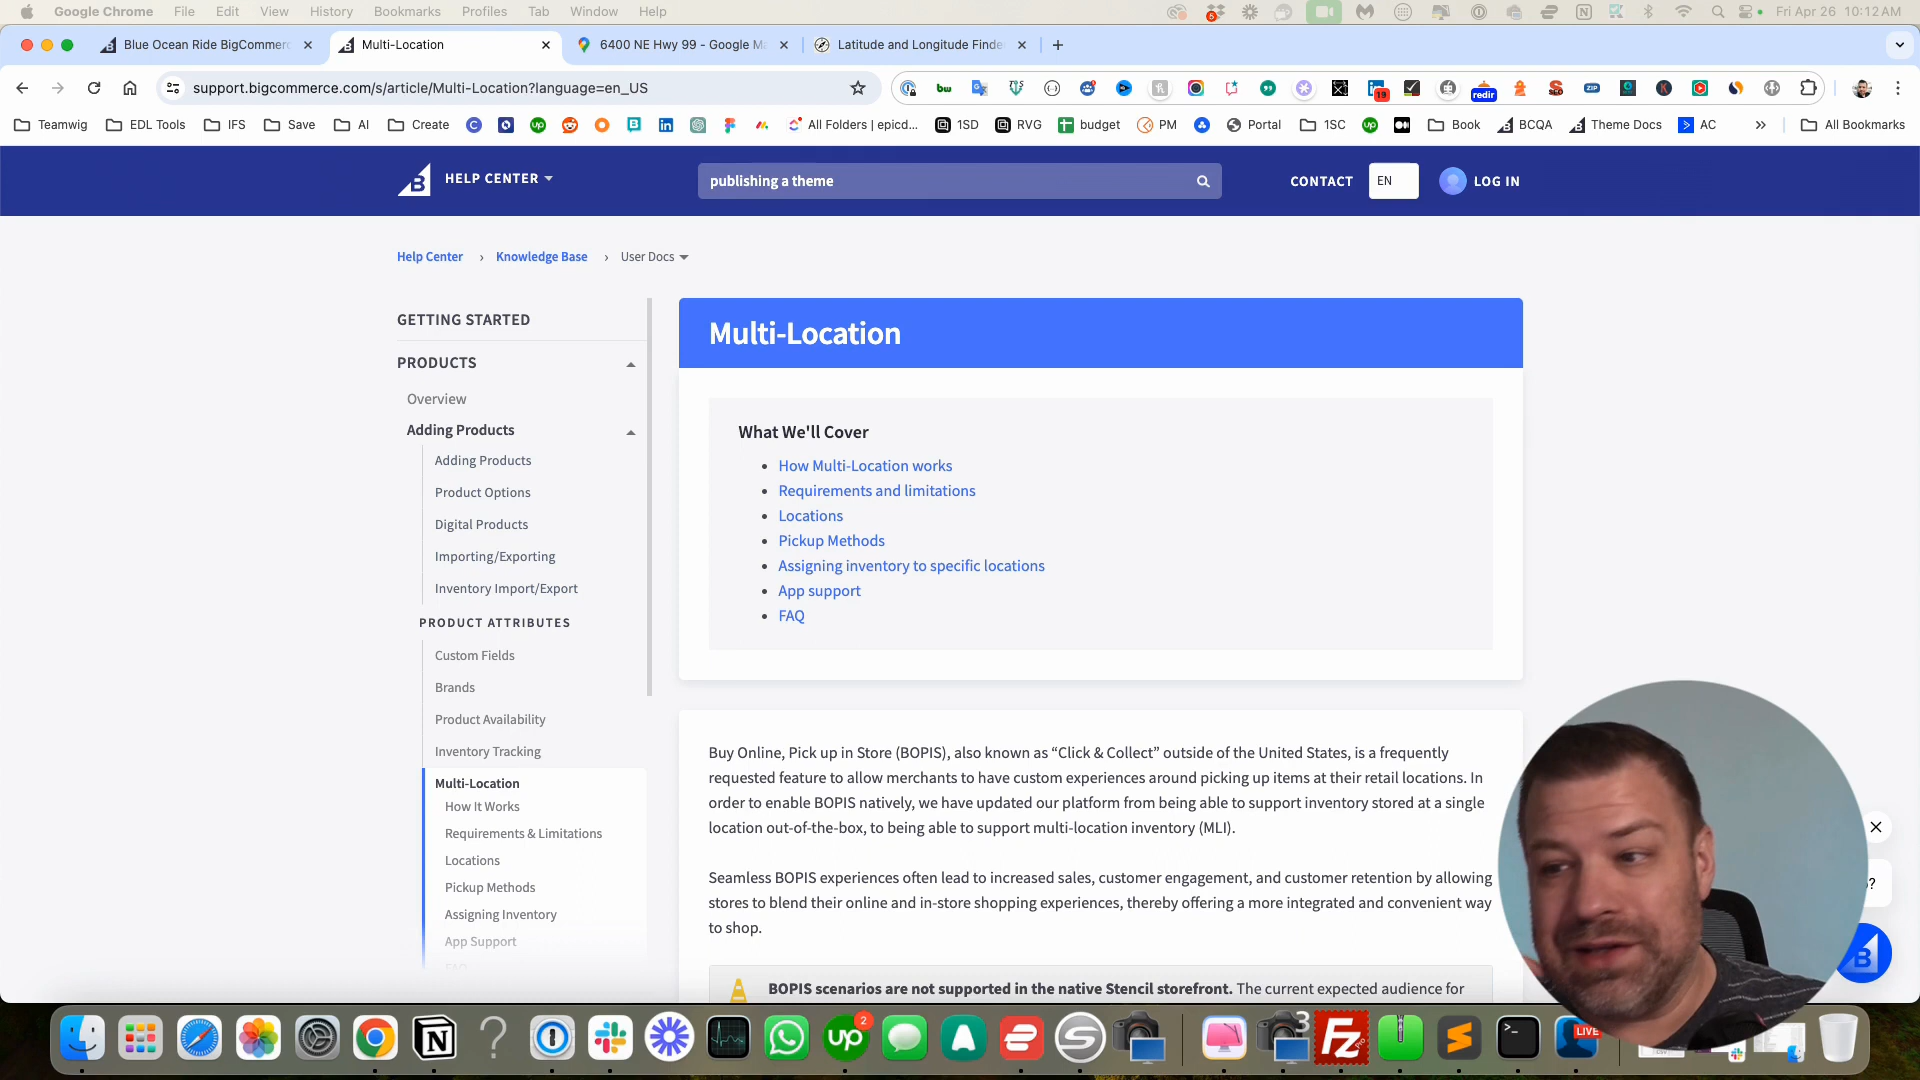 Google Chrome File Edit View History Bookmarks Profiles Tab Window Help Fri Apr 26 10:12 AM
Blue Ocean Ride BigCommerc
Multi-Location
6400 NE Hwy 99 - Google Ma
Latitude and Longitude Finde
support.bigcommerce.com/s/article/Multi-Location?language=en_US
Teamwig EDL Tools IFS Save AI Create All Folders | epicd... 1SD RVG budget PM Portal 1SC Book BCQA Theme Docs AC All Bookmarks
HELP CENTER
publishing a theme
CONTACT
EN
LOG IN
Help Center › Knowledge Base › User Docs
GETTING STARTED
PRODUCTS
Overview
Adding Products
Adding Products
Product Options
Digital Products
Importing/Exporting
Inventory Import/Export
PRODUCT ATTRIBUTES
Custom Fields
Brands
Product Availability
Inventory Tracking
Multi-Location
How It Works
Requirements & Limitations
Locations
Pickup Methods
Assigning Inventory
App Support
FAQ
Multi-Location
What We'll Cover
How Multi-Location works
Requirements and limitations
Locations
Pickup Methods
Assigning inventory to specific locations
App support
FAQ
Buy Online, Pick up in Store (BOPIS), also known as “Click & Collect” outside of the United States, is a frequently
requested feature to allow merchants to have custom experiences around picking up items at their retail locations. In
order to enable BOPIS natively, we have updated our platform from being able to support inventory stored at a single
location out-of-the-box, to being able to support multi-location inventory (MLI).
Seamless BOPIS experiences often lead to increased sales, customer engagement, and customer retention by allowing
stores to blend their online and in-store shopping experiences, thereby offering a more integrated and convenient way
to shop.
BOPIS scenarios are not supported in the native Stencil storefront. The current expected audience for